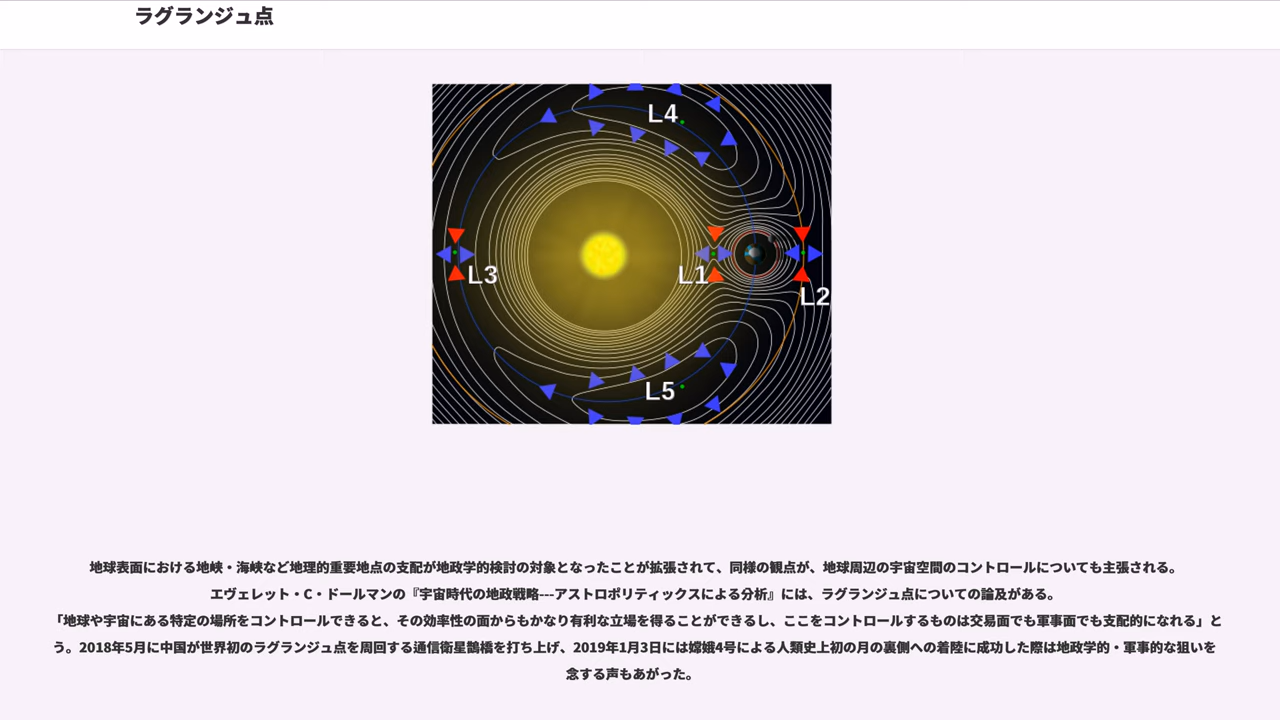 ラグランジュ点
L4
L3
L1
L2
L5
地球表面における地峡・海峡など地理的重要地点の支配が地政学的検討の対象となったことが拡張されて、同様の観点が、地球周辺の宇宙空間のコントロールについても主張される。
エヴェレット・C・ドールマンの『宇宙時代の地政戦略---アストロポリティックスによる分析』には、ラグランジュ点についての論及がある。
「地球や宇宙にある特定の場所をコントロールできると、その効率性の面からもかなり有利な立場を得ることができるし、ここをコントロールするものは交易面でも軍事面でも支配的になれる」と
う。2018年5月に中国が世界初のラグランジュ点を周回する通信衛星鵲橋を打ち上げ、2019年1月3日には嫦娥4号による人類史上初の月の裏側への着陸に成功した際は地政学的・軍事的な狙いを
念する声もあがった。